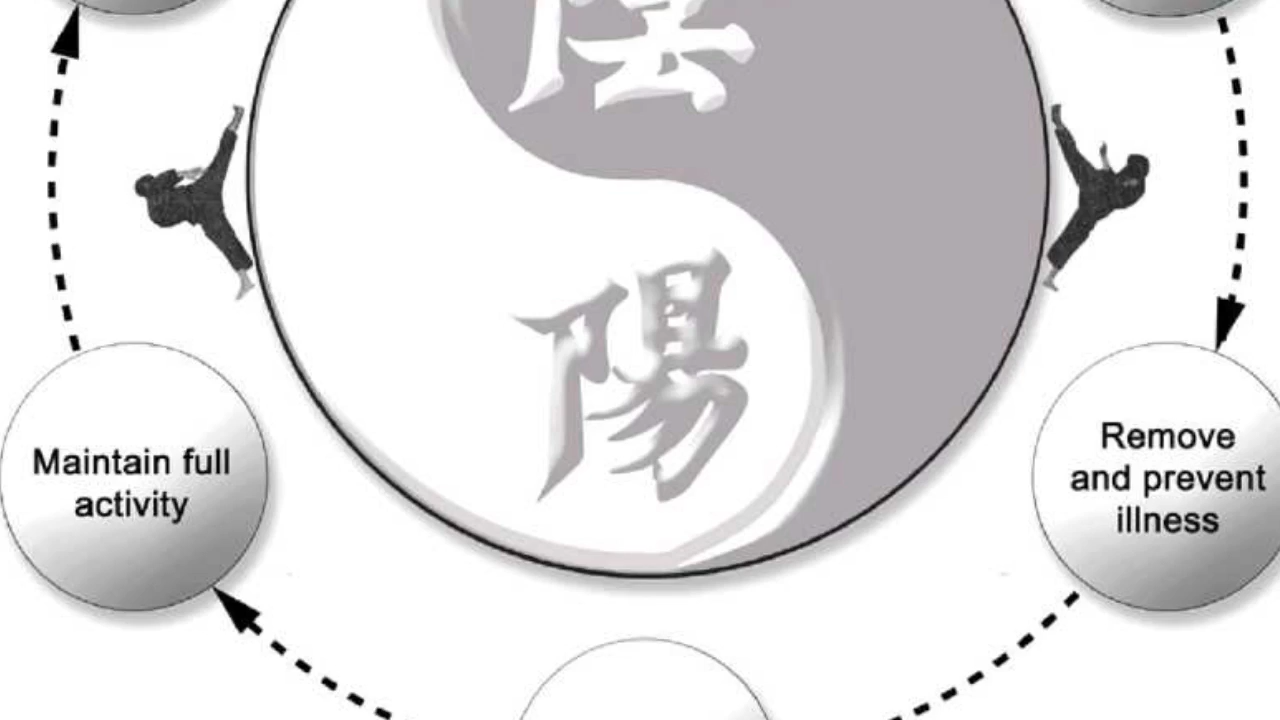 陽
Maintain full
activity
Remove
and prevent
illness